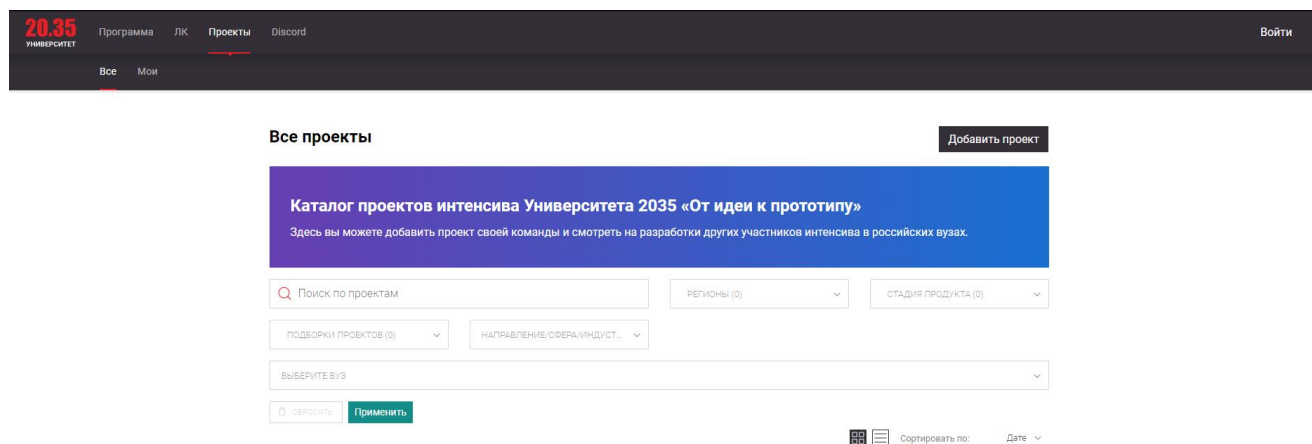 20.35
УНИВЕРСИТЕТ
Программа ЛК Проекты Discord Войти
Все Мои
Все проекты
Добавить проект
Каталог проектов интенсива Университета 2035 «От идеи к прототипу»
Здесь вы можете добавить проект своей команды и смотреть на разработки других участников интенсива в российских вузах.
Поиск по проектам РЕГИОНЫ (0) СТАДИЯ ПРОДУКТА (0)
ПОДБОРКИ ПРОЕКТОВ (0) НАПРАВЛЕНИЕ/СФЕРА/ИНДУСТ...
ВЫБЕРИТЕ ВУЗ
СБРОСИТЬ Применить
Сортировать по: Дате